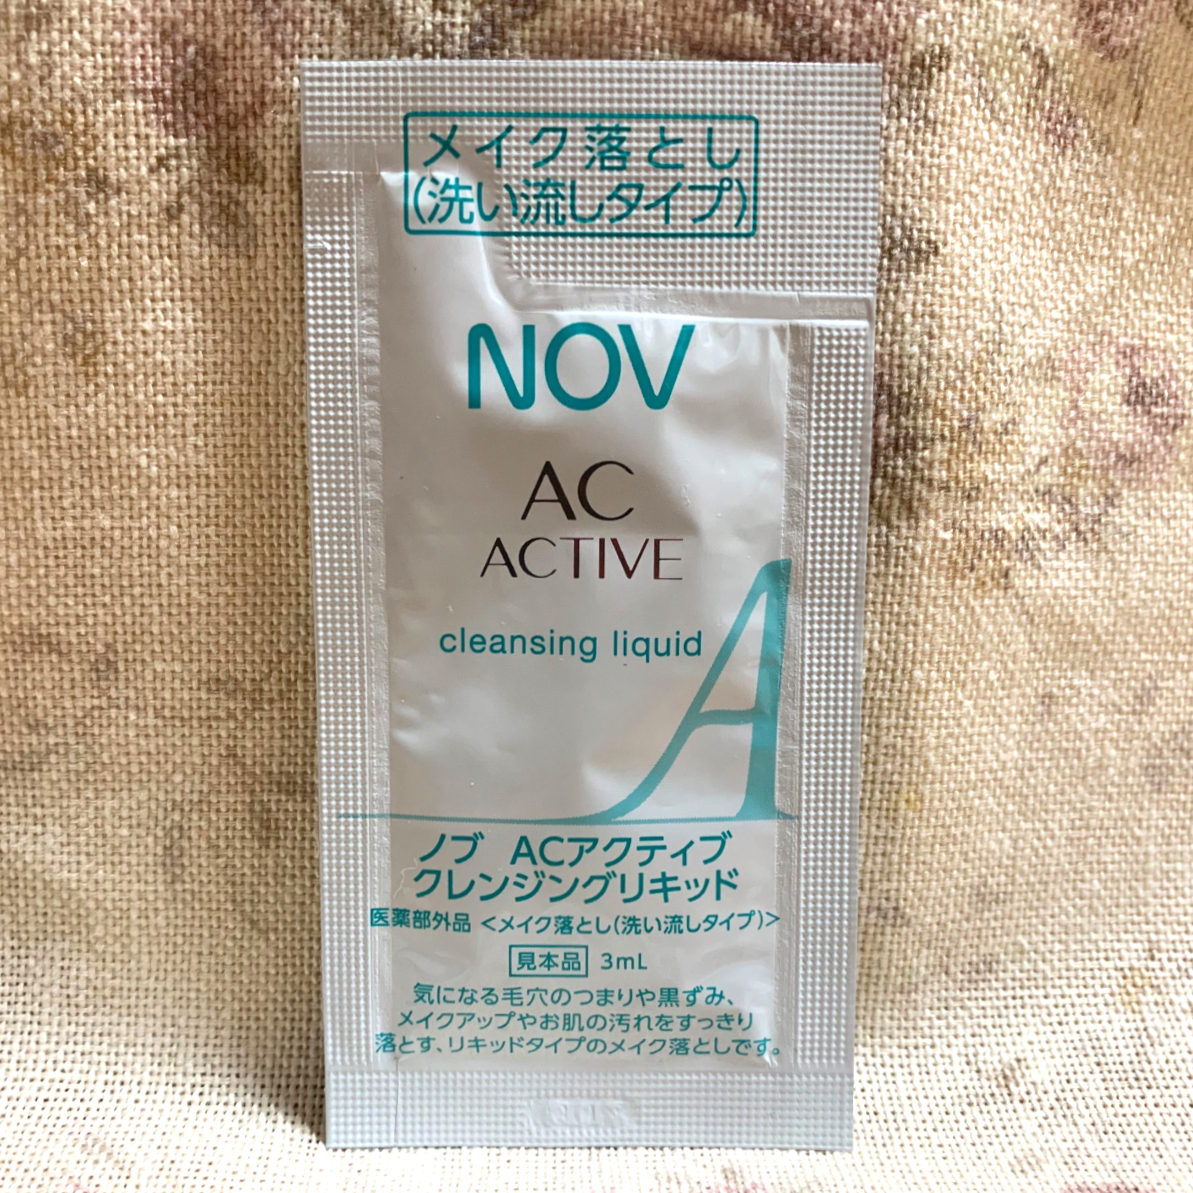 メイク落とし
(洗い流しタイプ)
NOV
AC
ACTIVE
cleansing liquid
A
ノブ ACアクティブ
クレンジングリキッド
医薬部外品 <メイク落とし(洗い流しタイプ)>
見本品 3mL
気になる毛穴のつまりや黒ずみ、
メイクアップやお肌の汚れをすっきり
落とす、リキッドタイプのメイク落としです。